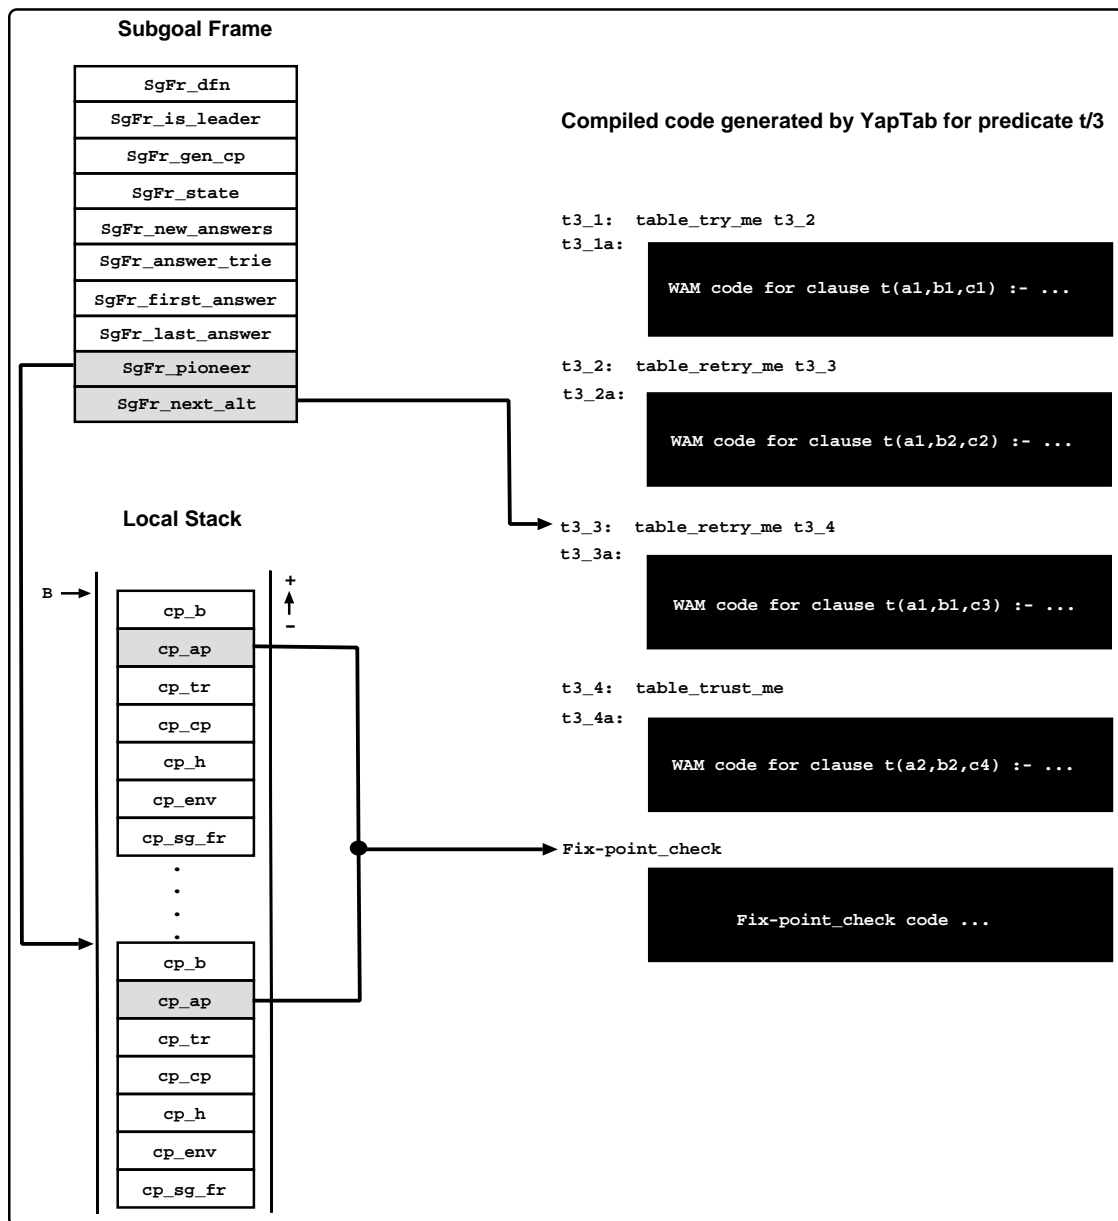 Subgoal Frame
SgFr_dfn
SgFr_is_leader
SgFr_gen_cp
SgFr_state
SgFr_new_answers
SgFr_answer_trie
SgFr_first_answer
SgFr_last_answer
SgFr_pioneer
SgFr_next_alt
Local Stack
B
+
−
cp_b
cp_ap
cp_tr
cp_cp
cp_h
cp_env
cp_sg_fr
cp_b
cp_ap
cp_tr
cp_cp
cp_h
cp_env
cp_sg_fr
Compiled code generated by YapTab for predicate t/3
t3_1: table_try_me t3_2
t3_1a:
WAM code for clause t(a1,b1,c1) :- ...
t3_2: table_retry_me t3_3
t3_2a:
WAM code for clause t(a1,b2,c2) :- ...
t3_3: table_retry_me t3_4
t3_3a:
WAM code for clause t(a1,b1,c3) :- ...
t3_4: table_trust_me
t3_4a:
WAM code for clause t(a2,b2,c4) :- ...
Fix-point_check
Fix-point_check code ...